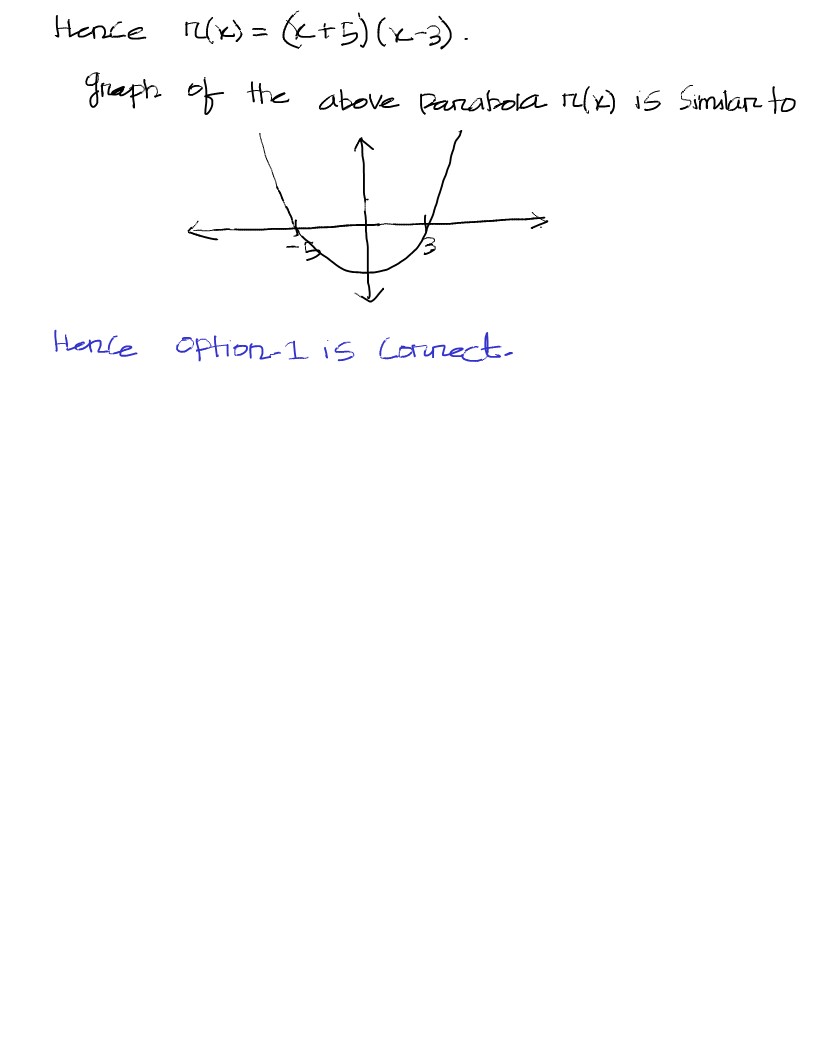 Hence r(x) = (x+5)(x-3).
graph of the above parabola r(x) is similar to
-5 3
Hence option-1 is correct.